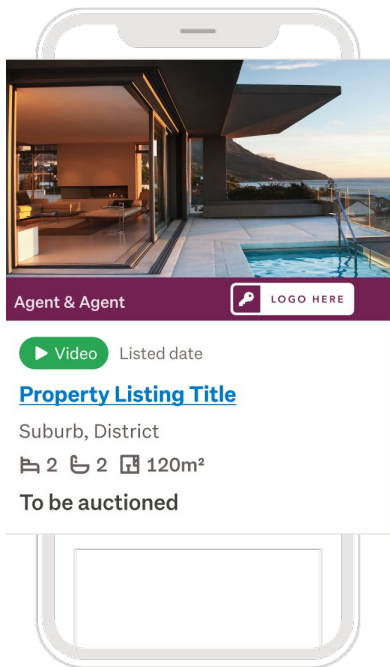 Agent & Agent
LOGO HERE
Video Listed date
Property Listing Title
Suburb, District
2 2 120m²
To be auctioned